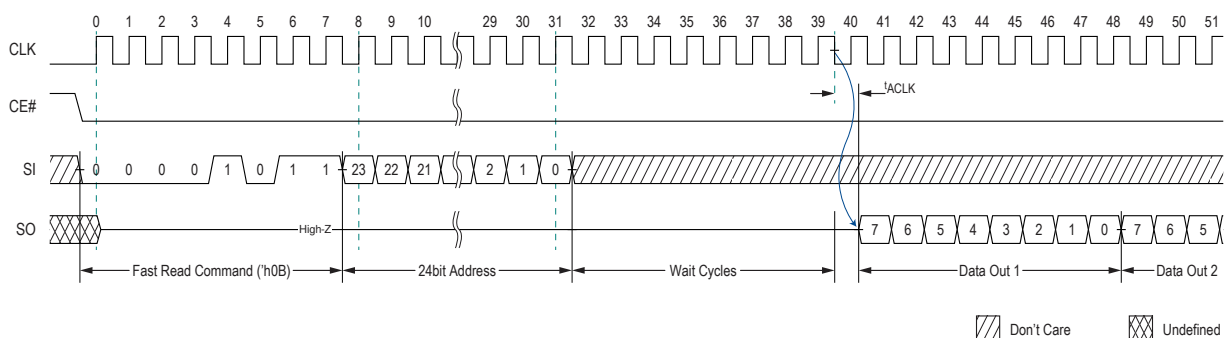 0 1 2 3 4 5 6 7 8 9 10 29 30 31 32 33 34 35 36 37 38 39 40 41 42 43 44 45 46 47 48 49 50 51
CLK
tACLK
CE#
SI 0 0 0 0 1 0 1 1 23 22 21 2 1 0
SO High-Z 7 6 5 4 3 2 1 0 7 6 5
Fast Read Command ('h0B) 24bit Address Wait Cycles Data Out 1 Data Out 2
Don't Care Undefined